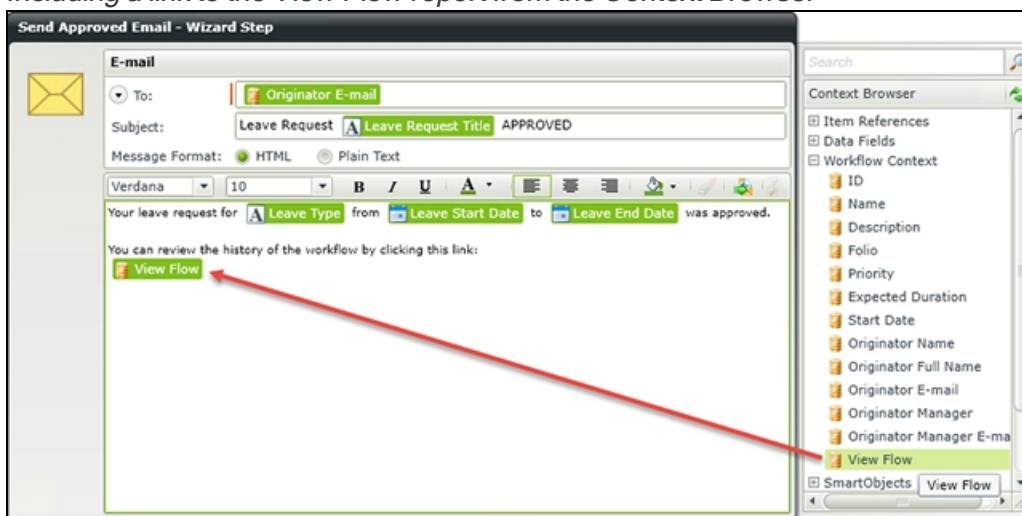 Including a link to the View Flow report from the Context Browser
Send Approved Email - Wizard Step
E-mail
To: Originator E-mail
Subject: Leave Request A Leave Request Title APPROVED
Message Format: HTML Plain Text
Verdana 10 B I U A
Your leave request for A Leave Type from Leave Start Date to Leave End Date was approved.
You can review the history of the workflow by clicking this link:
View Flow
Search
Context Browser
Item References
Data Fields
Workflow Context
ID
Name
Description
Folio
Priority
Expected Duration
Start Date
Originator Name
Originator Full Name
Originator E-mail
Originator Manager
Originator Manager E-ma
View Flow
SmartObjects View Flow